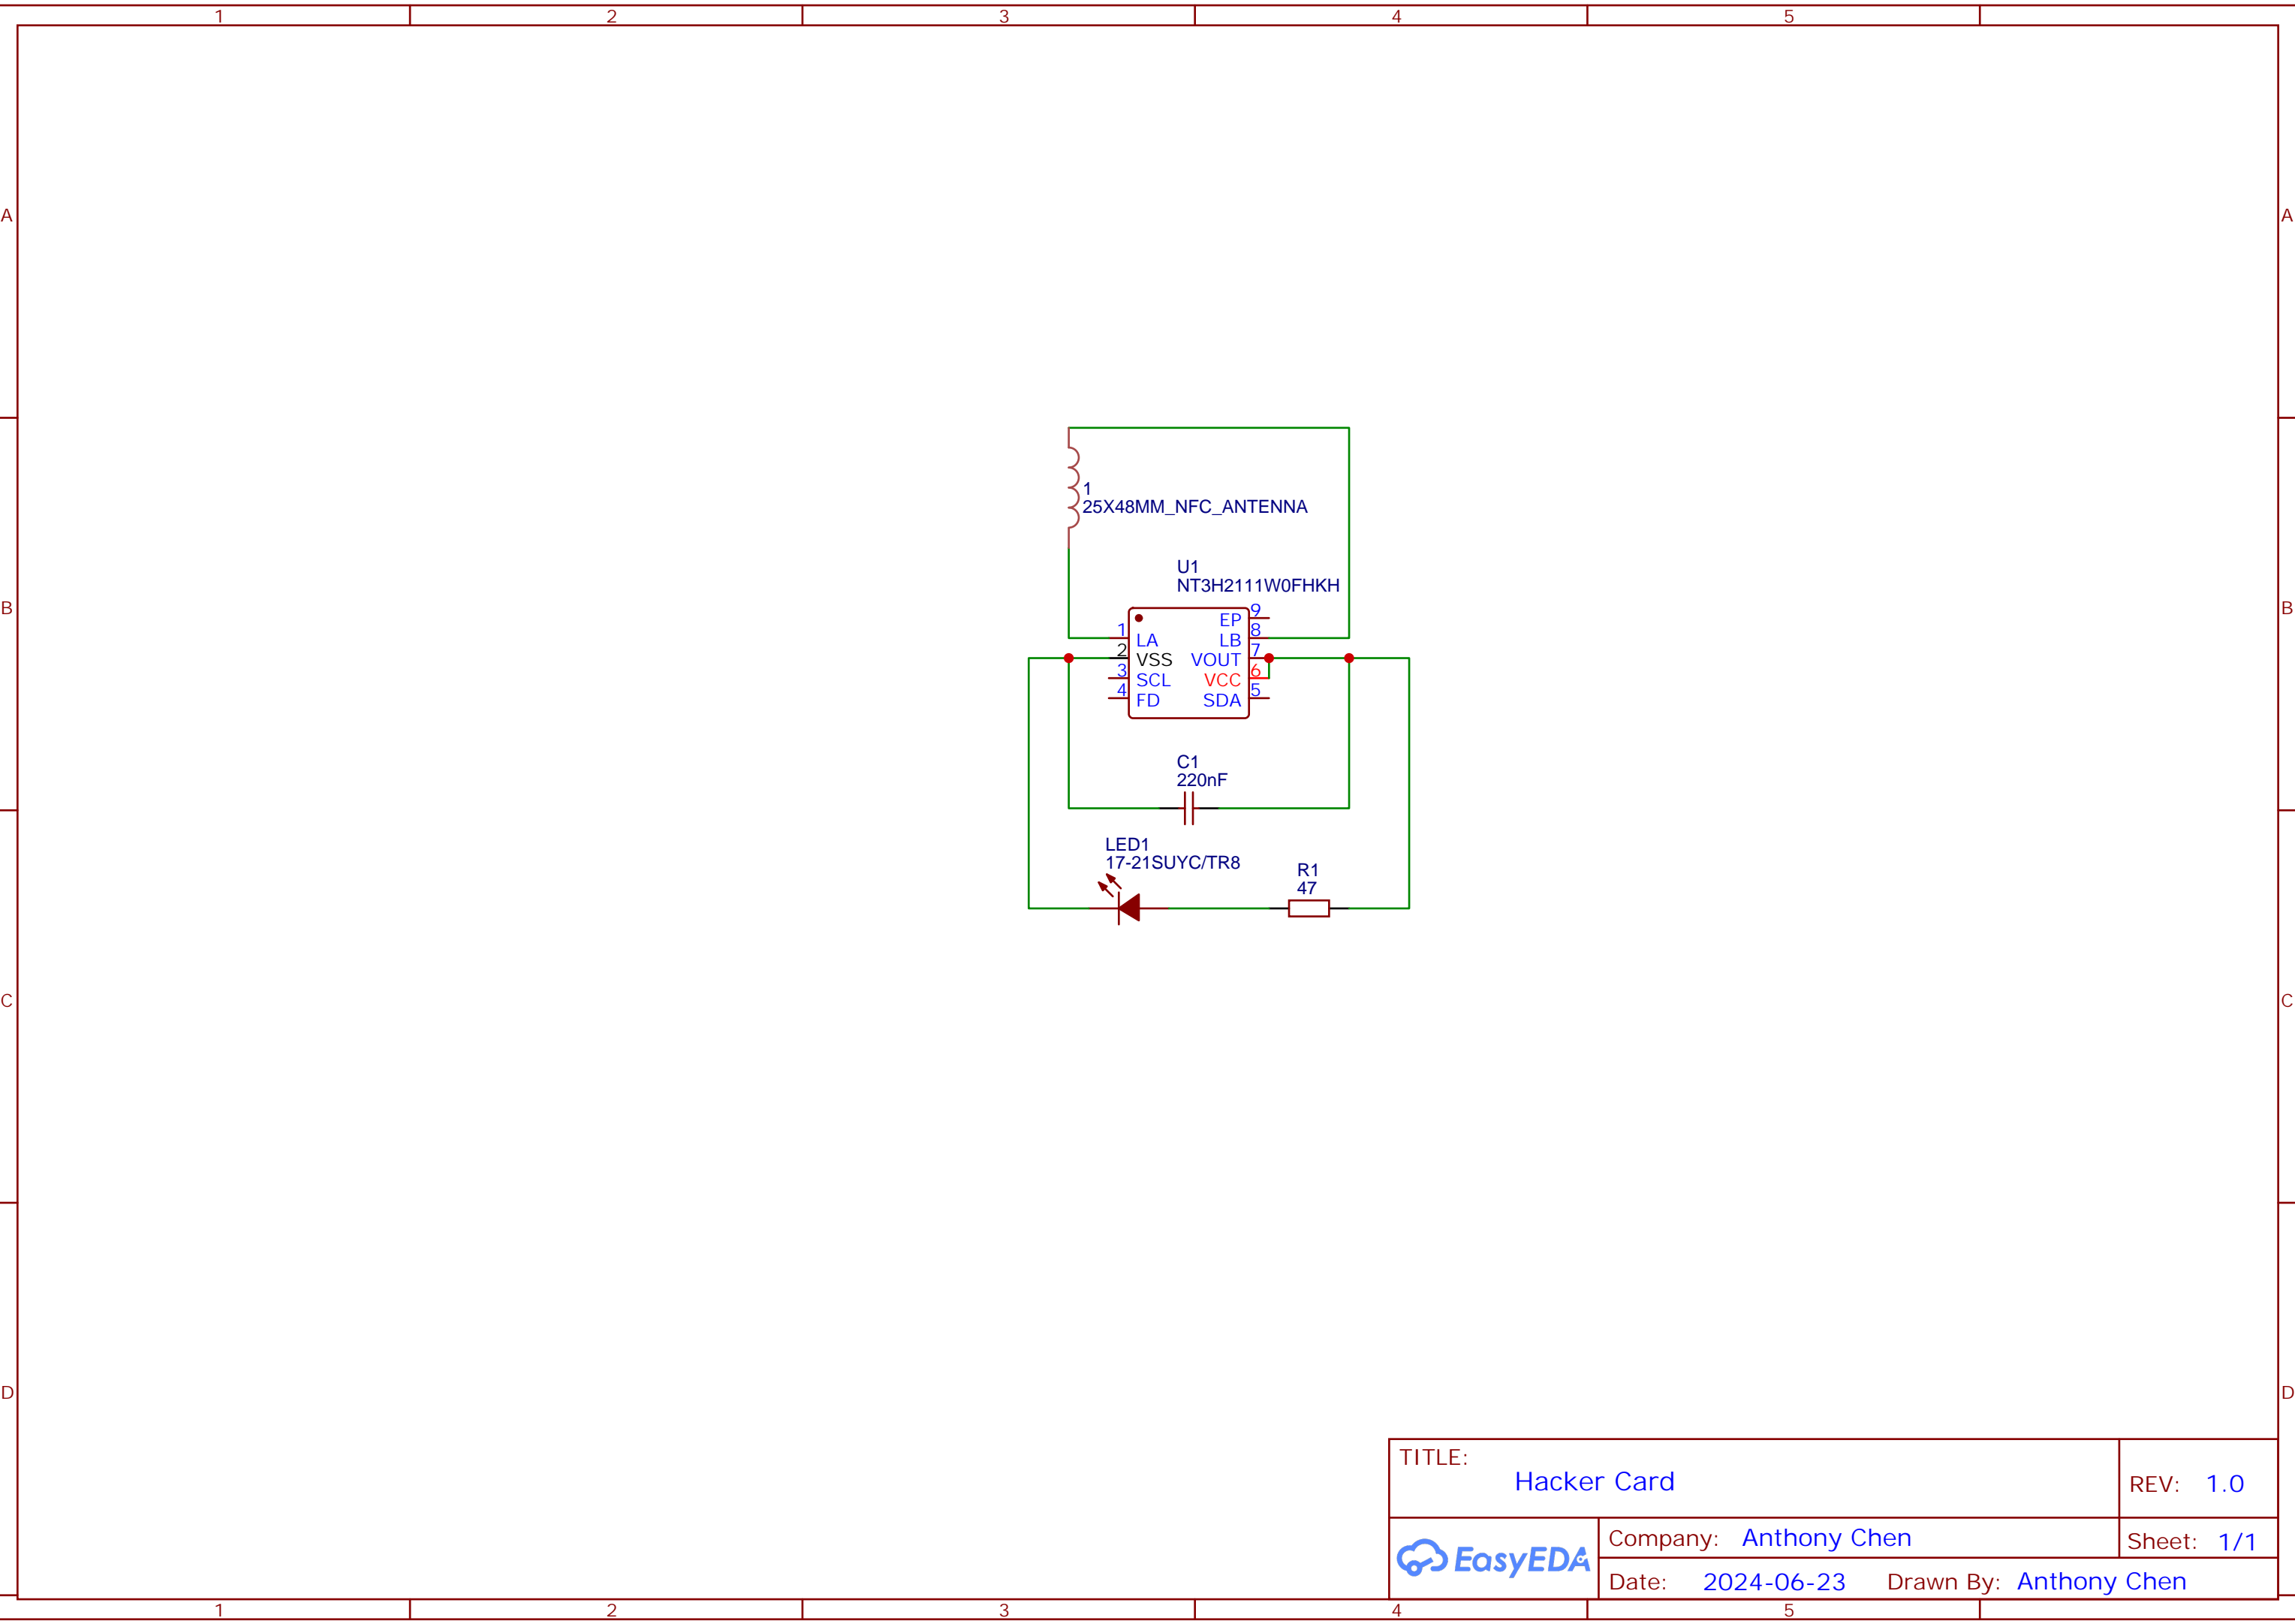 1 2 3 4 5
A A
1
25X48MM_NFC_ANTENNA
U1
NT3H2111W0FHKH
B B
9
EP
1 8
LA LB
2 7
VSS VOUT
3 6
SCL VCC
4 5
FD SDA
C1
220nF
LED1
17-21SUYC/TR8
R1
47
C C
D D
TITLE:
Hacker Card
REV: 1.0
EasyEDA
Company: Anthony Chen
Sheet: 1/1
Date: 2024-06-23 Drawn By: Anthony Chen
1 2 3 4 5